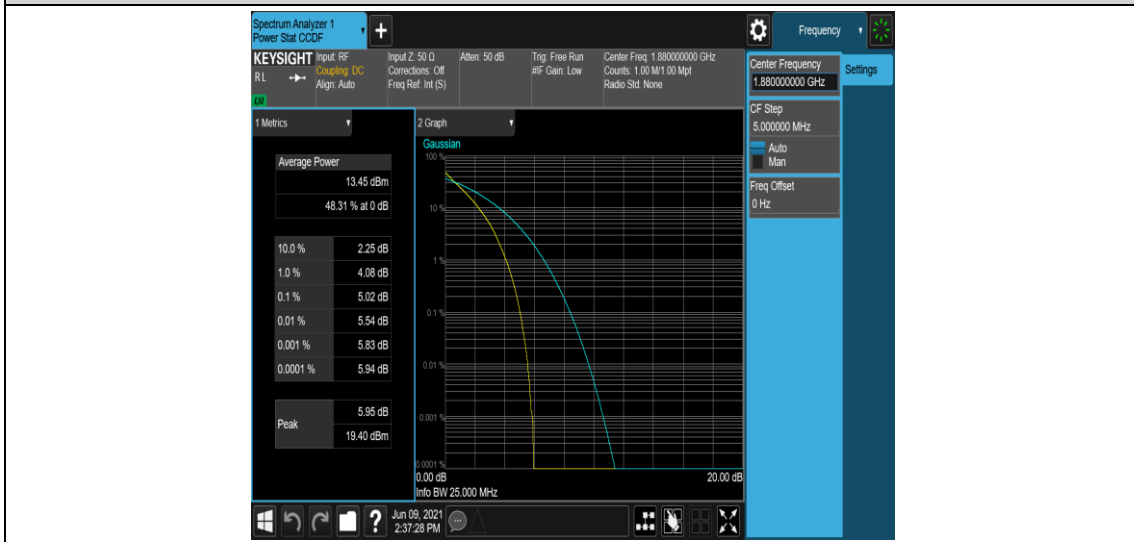 Spectrum Analyzer 1
Power Stat CCDF
+
Frequency
KEYSIGHT
RL
LXI
Input: RF
Coupling: DC
Align: Auto
Input Z: 50 Ω
Corrections: Off
Freq Ref: Int (S)
Atten: 50 dB
Trig: Free Run
#IF Gain: Low
Center Freq: 1.880000000 GHz
Counts: 1.00 M/1.00 Mpt
Radio Std: None
Center Frequency
1.880000000 GHz
Settings
CF Step
5.000000 MHz
Auto
Man
Freq Offset
0 Hz
1 Metrics
Average Power
13.45 dBm
48.31 % at 0 dB
10.0 % 2.25 dB
1.0 % 4.08 dB
0.1 % 5.02 dB
0.01 % 5.54 dB
0.001 % 5.83 dB
0.0001 % 5.94 dB
Peak
5.95 dB
19.40 dBm
2 Graph
Gaussian
100 %
10 %
1 %
0.1 %
0.01 %
0.001 %
0.0001 %
0.00 dB 20.00 dB
Info BW 25.000 MHz
?
Jun 09, 2021
2:37:28 PM